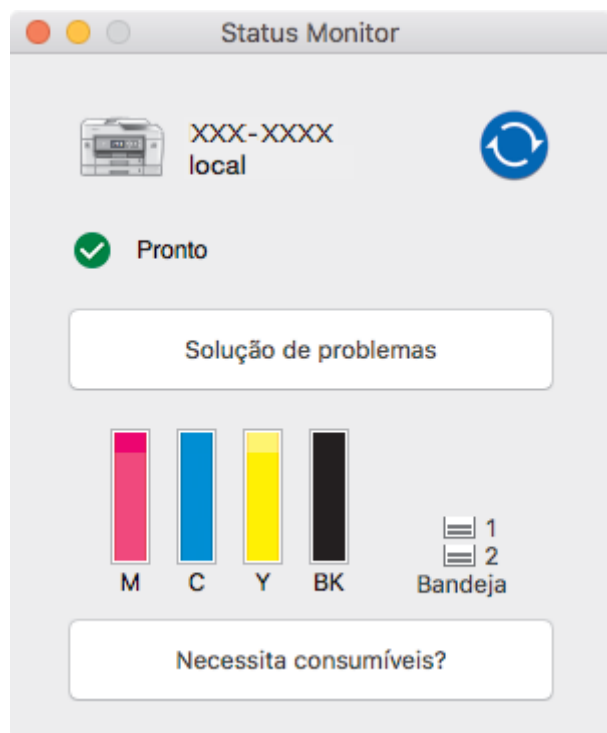 Status Monitor
XXX-XXXX
local
Pronto
Solução de problemas
M C Y BK
1
2
Bandeja
Necessita consumíveis?